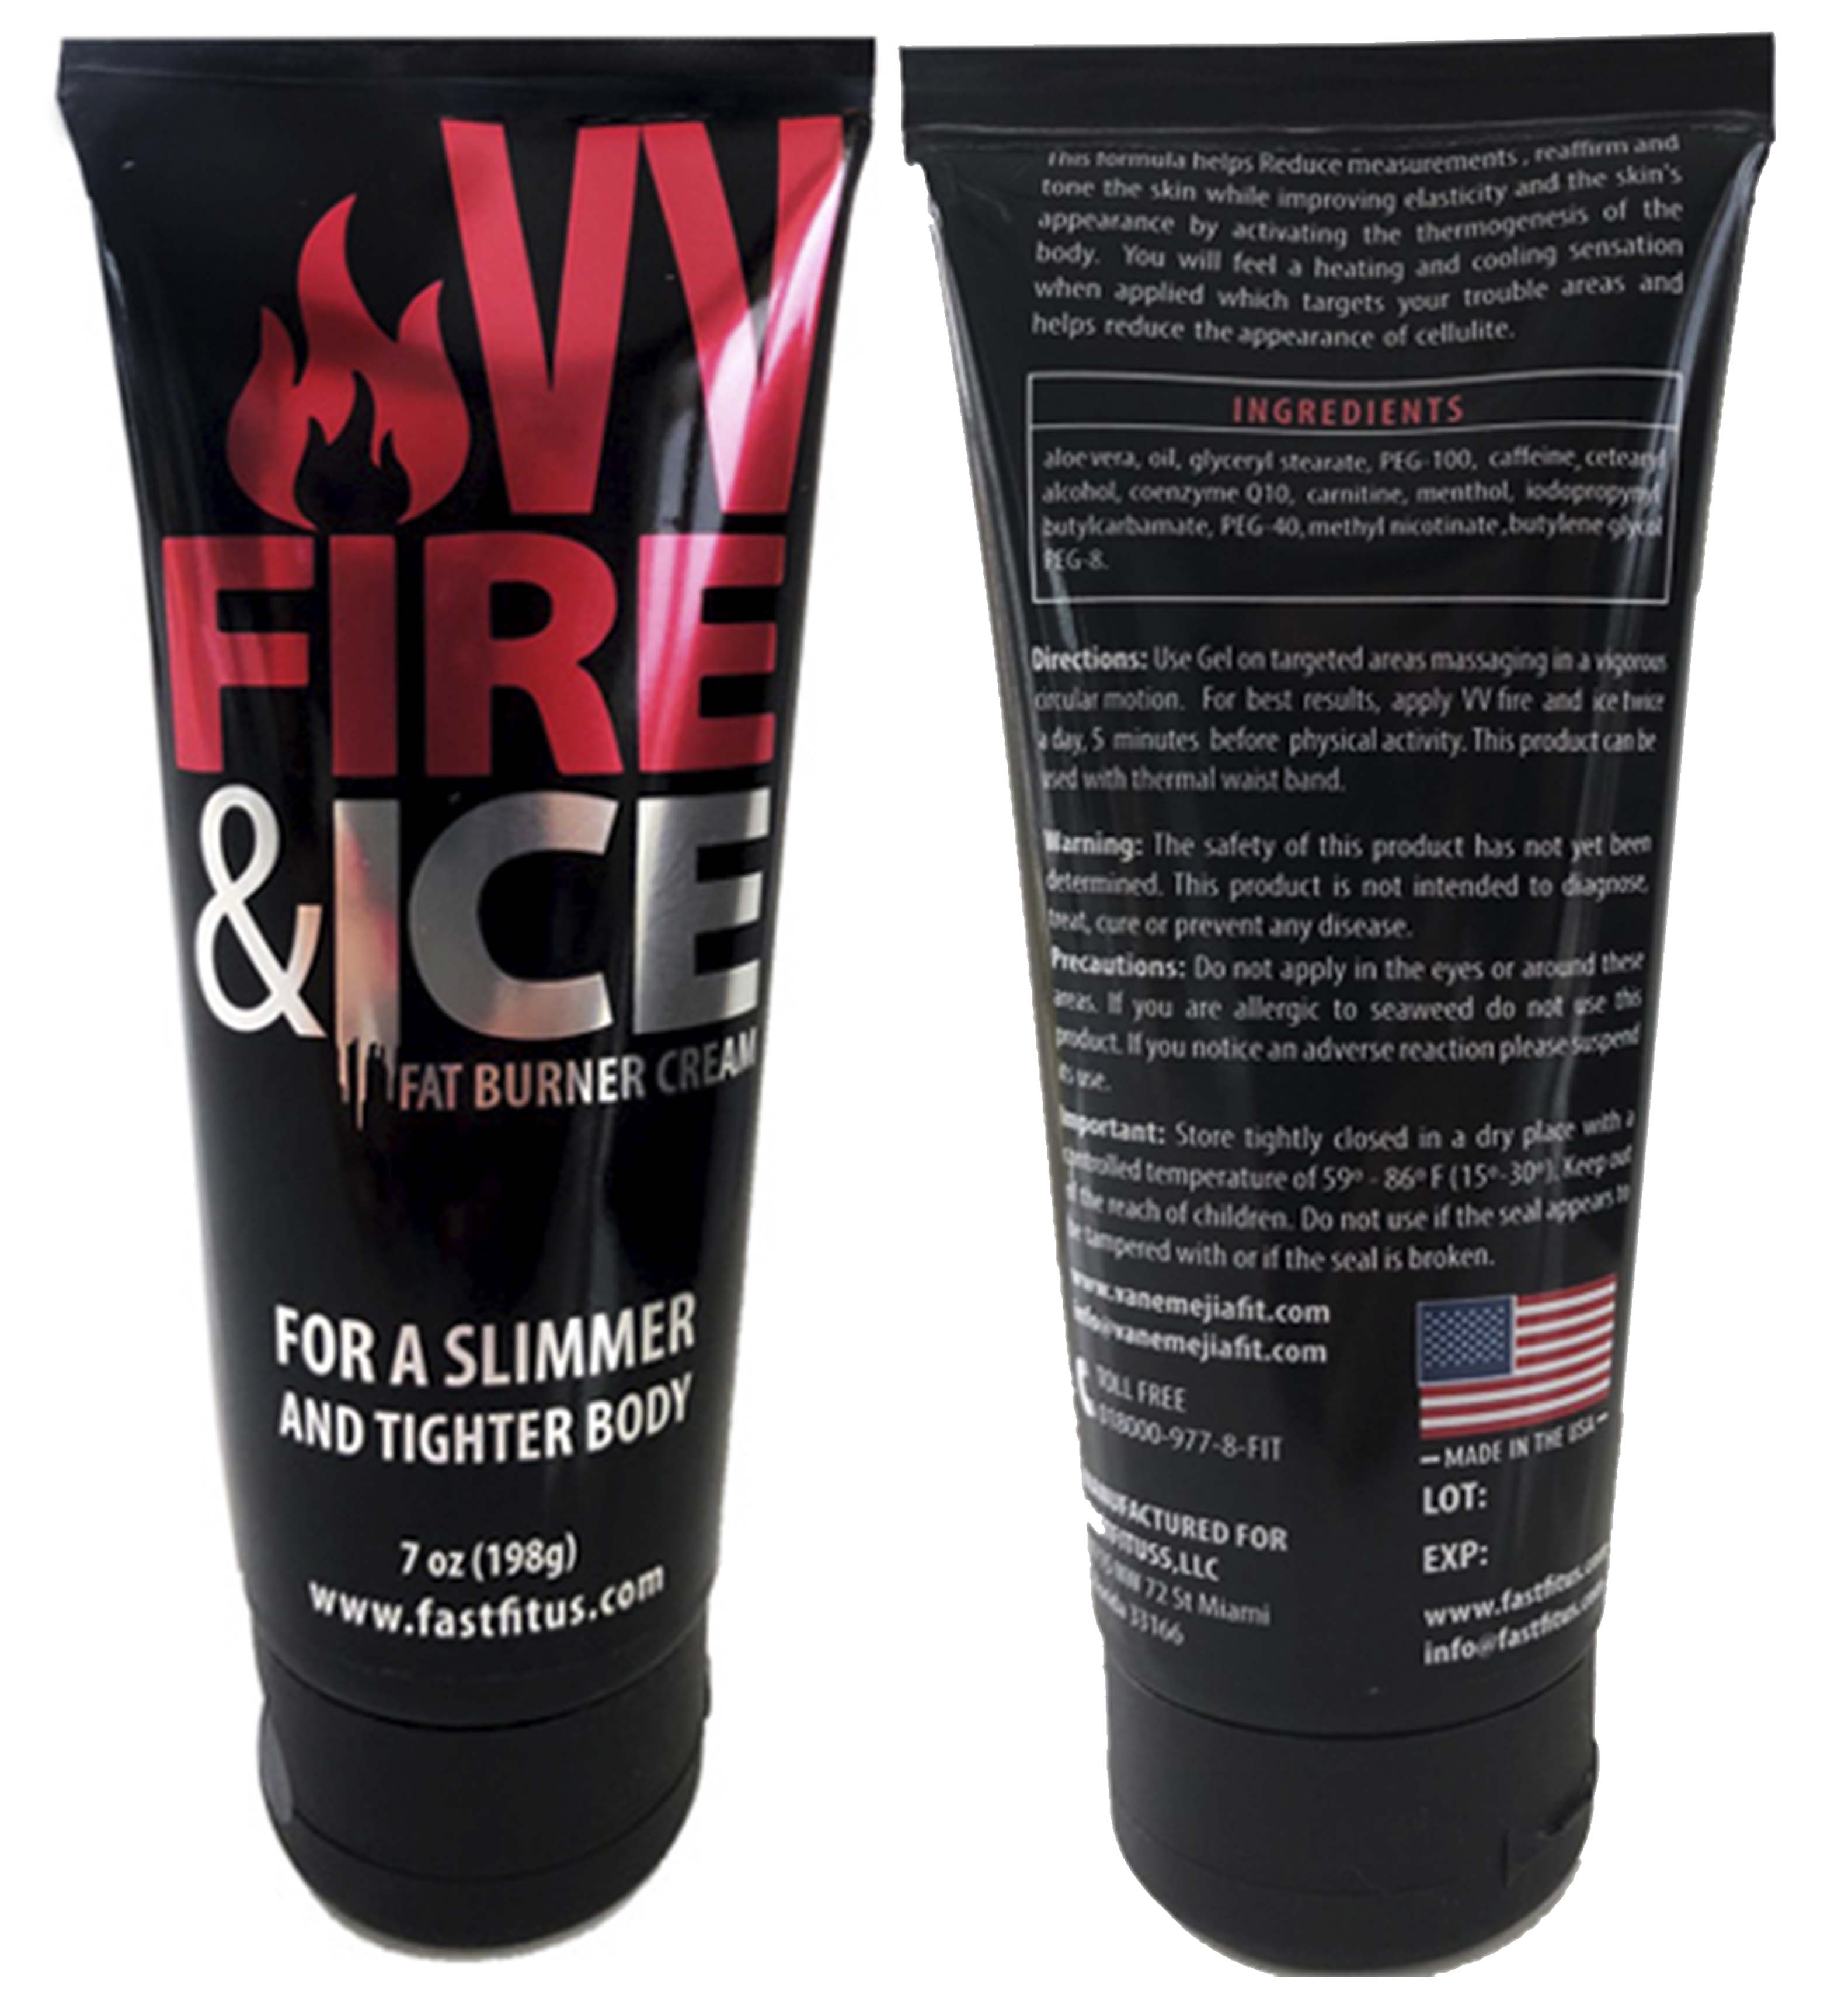 VV
FIRE
&ICE
FAT BURNER CREAM
FOR A SLIMMER
AND TIGHTER BODY
7 oz (198g)
www.fastfitus.com
This formula helps Reduce measurements , reaffirm and
tone the skin while improving elasticity and the skin's
appearance by activating the thermogenesis of the
body. You will feel a heating and cooling sensation
when applied which targets your trouble areas and
helps reduce the appearance of cellulite.
INGREDIENTS
aloe vera, oil, glyceryl stearate, PEG-100, caffeine, cetearyl
alcohol, coenzyme Q10, carnitine, menthol, iodopropynyl
butylcarbamate, PEG-40, methyl nicotinate ,butylene glycol
PEG-8.
Directions: Use Gel on targeted areas massaging in a vigorous
circular motion. For best results, apply VV fire and ice twice
a day, 5 minutes before physical activity. This product can be
used with thermal waist band.
Warning: The safety of this product has not yet been
determined. This product is not intended to diagnose,
treat, cure or prevent any disease.
Precautions: Do not apply in the eyes or around these
areas. If you are allergic to seaweed do not use this
product. If you notice an adverse reaction please suspend
its use.
Important: Store tightly closed in a dry place with a
controlled temperature of 59º - 86º F (15º-30º). Keep out
of the reach of children. Do not use if the seal appears to
be tampered with or if the seal is broken.
www.vanemejiafit.com
info@vanemejiafit.com
TOLL FREE
018000-977-8-FIT
MANUFACTURED FOR
72 St Miami
33166
— MADE IN THE USA —
LOT:
EXP:
www.fastfitus.com
info@fastfitus.com